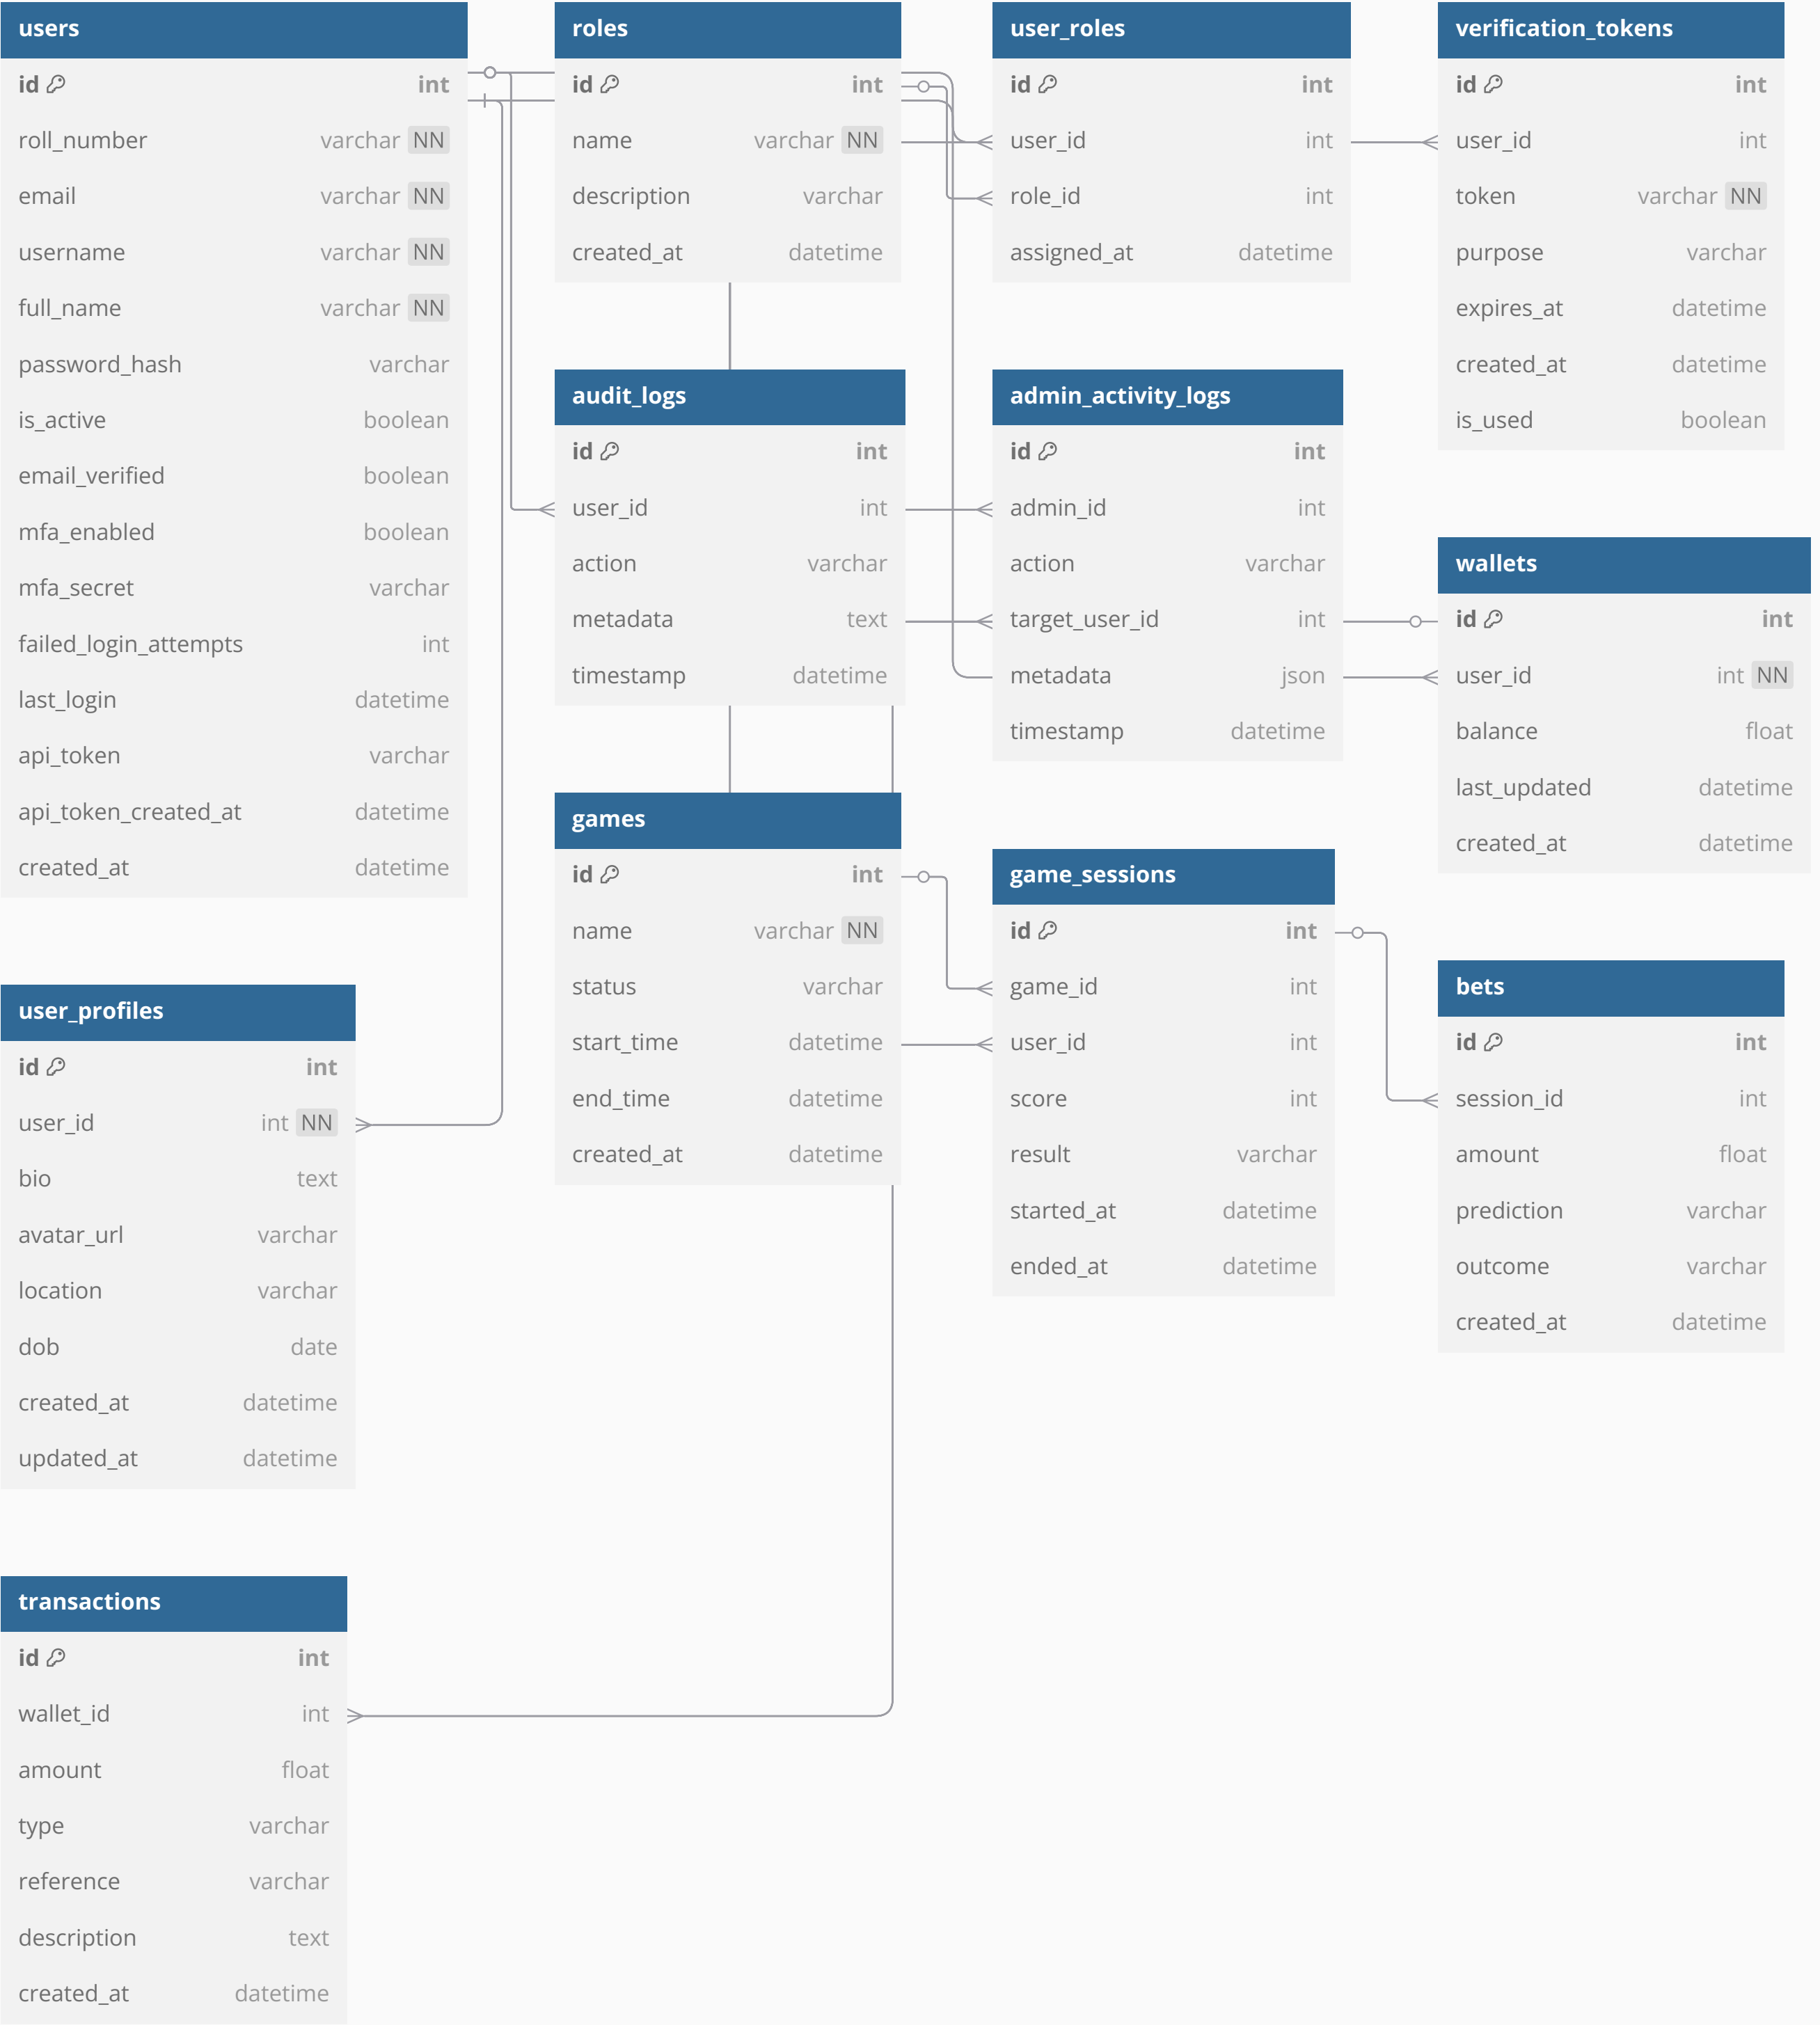 users
id int
roll_number varchar NN
email varchar NN
username varchar NN
full_name varchar NN
password_hash varchar
is_active boolean
email_verified boolean
mfa_enabled boolean
mfa_secret varchar
failed_login_attempts int
last_login datetime
api_token varchar
api_token_created_at datetime
created_at datetime
roles
id int
name varchar NN
description varchar
created_at datetime
user_roles
id int
user_id int
role_id int
assigned_at datetime
verification_tokens
id int
user_id int
token varchar NN
purpose varchar
expires_at datetime
created_at datetime
is_used boolean
audit_logs
id int
user_id int
action varchar
metadata text
timestamp datetime
admin_activity_logs
id int
admin_id int
action varchar
target_user_id int
metadata json
timestamp datetime
wallets
id int
user_id int NN
balance float
last_updated datetime
created_at datetime
games
id int
name varchar NN
status varchar
start_time datetime
end_time datetime
created_at datetime
game_sessions
id int
game_id int
user_id int
score int
result varchar
started_at datetime
ended_at datetime
bets
id int
session_id int
amount float
prediction varchar
outcome varchar
created_at datetime
user_profiles
id int
user_id int NN
bio text
avatar_url varchar
location varchar
dob date
created_at datetime
updated_at datetime
transactions
id int
wallet_id int
amount float
type varchar
reference varchar
description text
created_at datetime